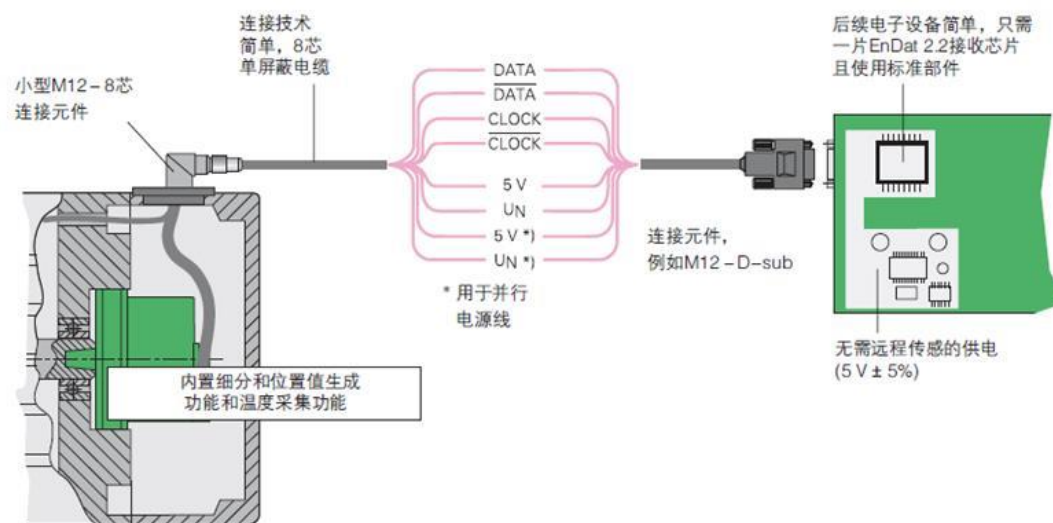 连接技术
简单，8芯
单屏蔽电缆
小型M12－8芯
连接元件
DATA
DATA
CLOCK
CLOCK
5 V
UN
5 V *)
UN *)
* 用于并行
电源线
连接元件，
例如M12－D-sub
后续电子设备简单，只需
一片EnDat 2.2接收芯片
且使用标准部件
无需远程传感的供电
(5 V ± 5%)
内置细分和位置值生成
功能和温度采集功能